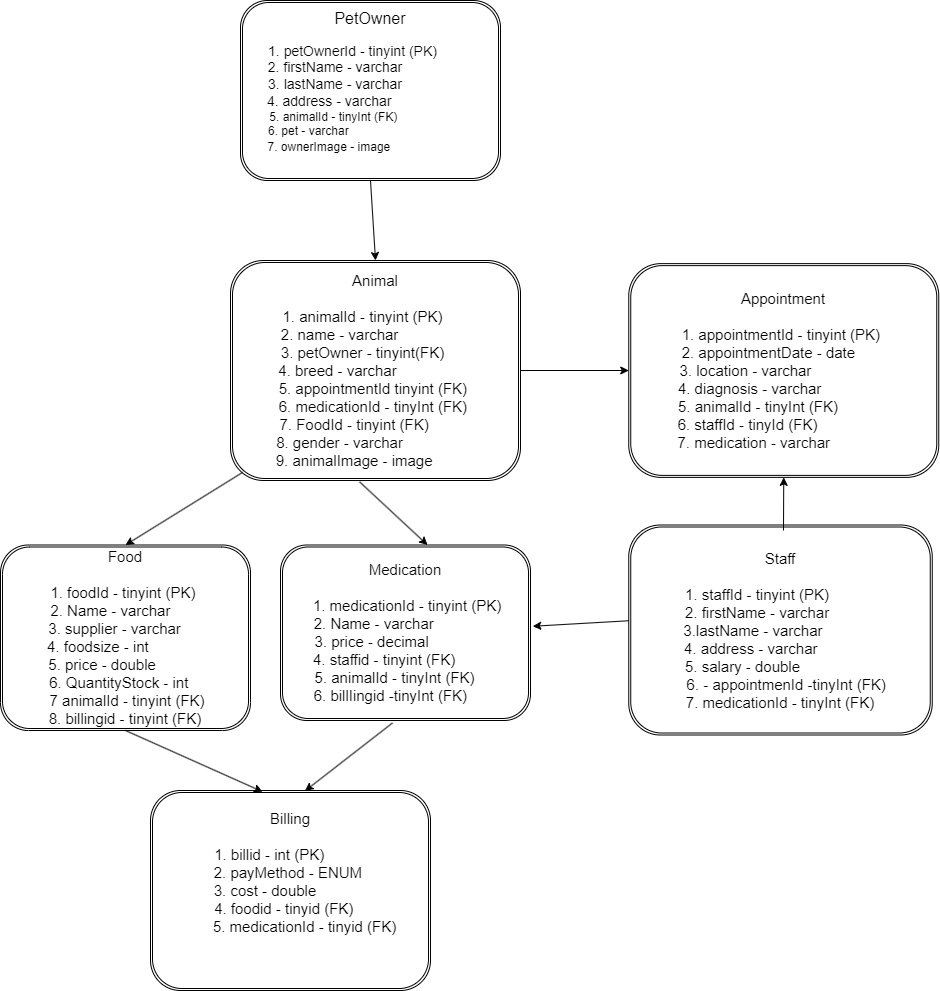 PetOwner
1. petOwnerId - tinyint (PK)
2. firstName - varchar
3. lastName - varchar
4. address - varchar
5. animalId - tinyInt (FK)
6. pet - varchar
7. ownerImage - image
Animal
1. animalId - tinyint (PK)
2. name - varchar
3. petOwner - tinyint(FK)
4. breed - varchar
5. appointmentId tinyint (FK)
6. medicationId - tinyInt (FK)
7. FoodId - tinyint (FK)
8. gender - varchar
9. animalImage - image
Appointment
1. appointmentId - tinyint (PK)
2. appointmentDate - date
3. location - varchar
4. diagnosis - varchar
5. animalId - tinyInt (FK)
6. staffId - tinyId (FK)
7. medication - varchar
Food
1. foodId - tinyint (PK)
2. Name - varchar
3. supplier - varchar
4. foodsize - int
5. price - double
6. QuantityStock - int
7 animalId - tinyint (FK)
8. billingid - tinyint (FK)
Medication
1. medicationId - tinyint (PK)
2. Name - varchar
3. price - decimal
4. staffid - tinyint (FK)
5. animalId - tinyInt (FK)
6. billlingid -tinyInt (FK)
Staff
1. staffId - tinyint (PK)
2. firstName - varchar
3.lastName - varchar
4. address - varchar
5. salary - double
6. - appointmenId -tinyInt (FK)
7. medicationId - tinyInt (FK)
Billing
1. billid - int (PK)
2. payMethod - ENUM
3. cost - double
4. foodid - tinyid (FK)
5. medicationId - tinyid (FK)